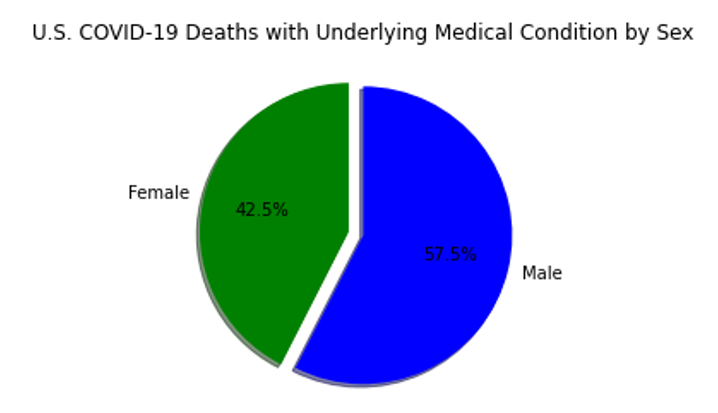 U.S. COVID-19 Deaths with Underlying Medical Condition by Sex
Female
42.5%
57.5%
Male